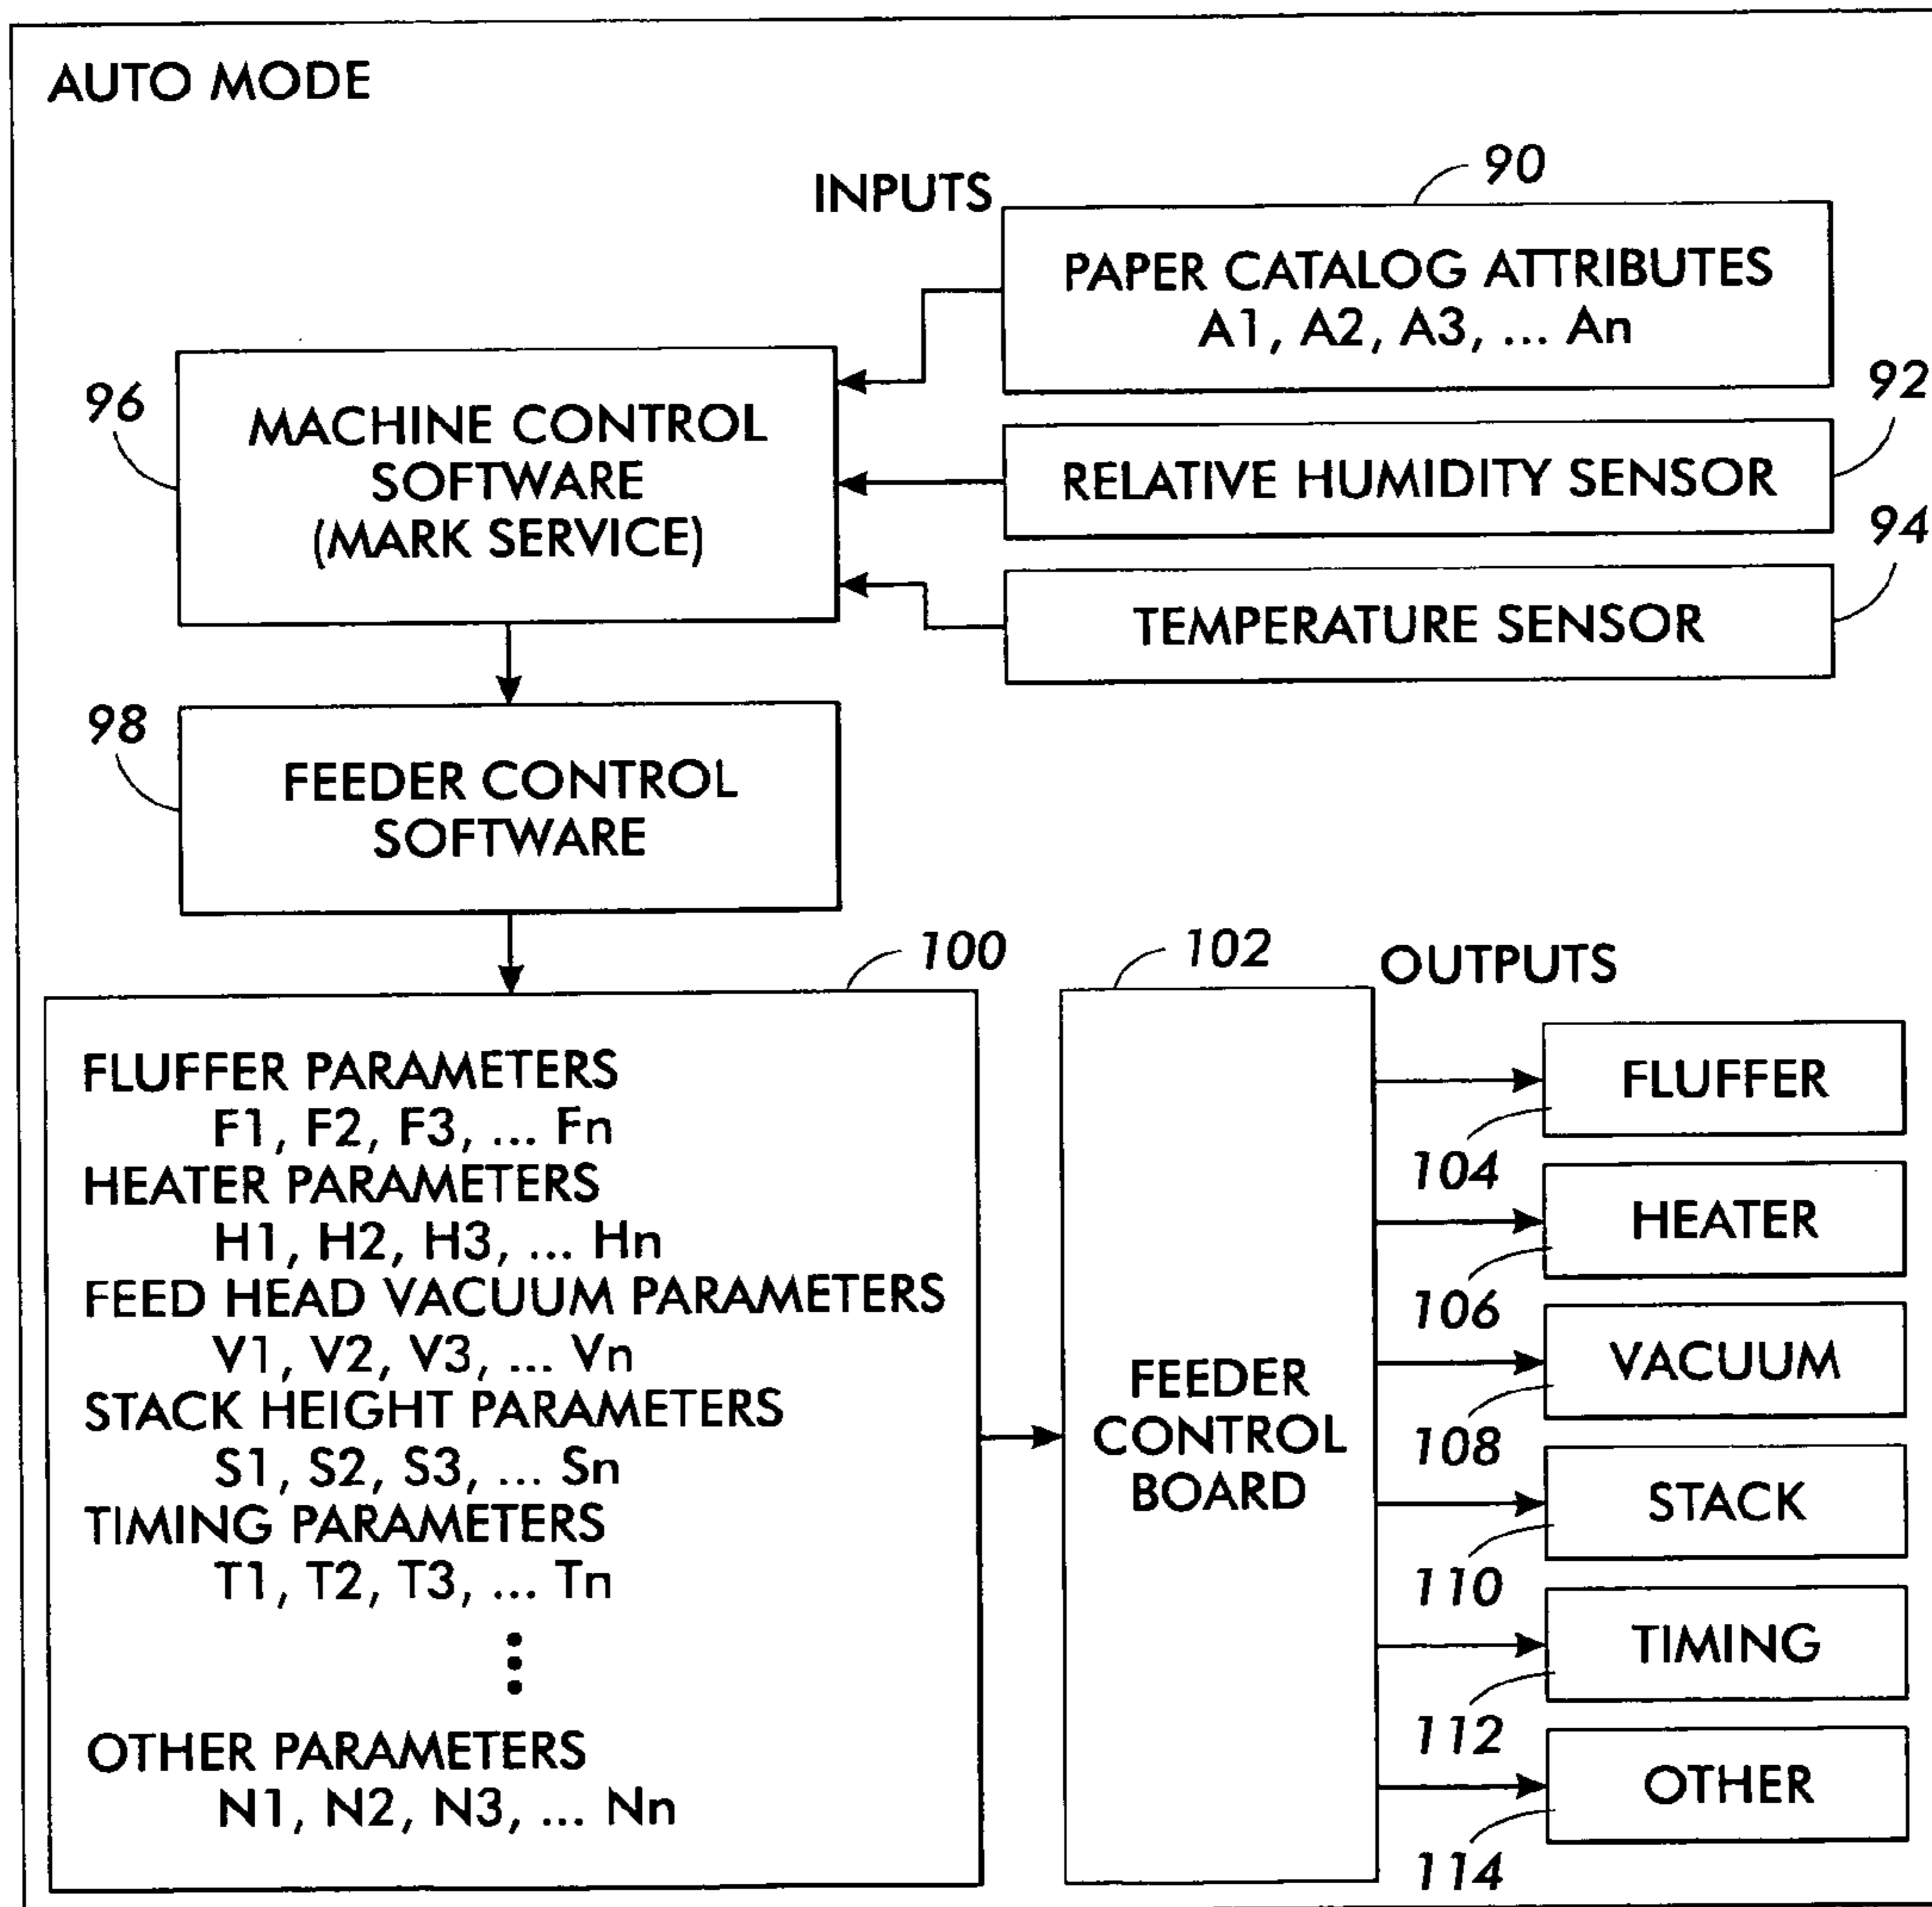 AUTO MODE
INPUTS
90
PAPER CATALOG ATTRIBUTES
A1, A2, A3, ... An
96
MACHINE CONTROL
SOFTWARE
(MARK SERVICE)
92
RELATIVE HUMIDITY SENSOR
94
TEMPERATURE SENSOR
98
FEEDER CONTROL
SOFTWARE
100
FLUFFER PARAMETERS
F1, F2, F3, ... Fn
HEATER PARAMETERS
H1, H2, H3, ... Hn
FEED HEAD VACUUM PARAMETERS
V1, V2, V3, ... Vn
STACK HEIGHT PARAMETERS
S1, S2, S3, ... Sn
TIMING PARAMETERS
T1, T2, T3, ... Tn
OTHER PARAMETERS
N1, N2, N3, ... Nn
102
FEEDER
CONTROL
BOARD
OUTPUTS
FLUFFER
104
HEATER
106
VACUUM
108
STACK
110
TIMING
112
OTHER
114